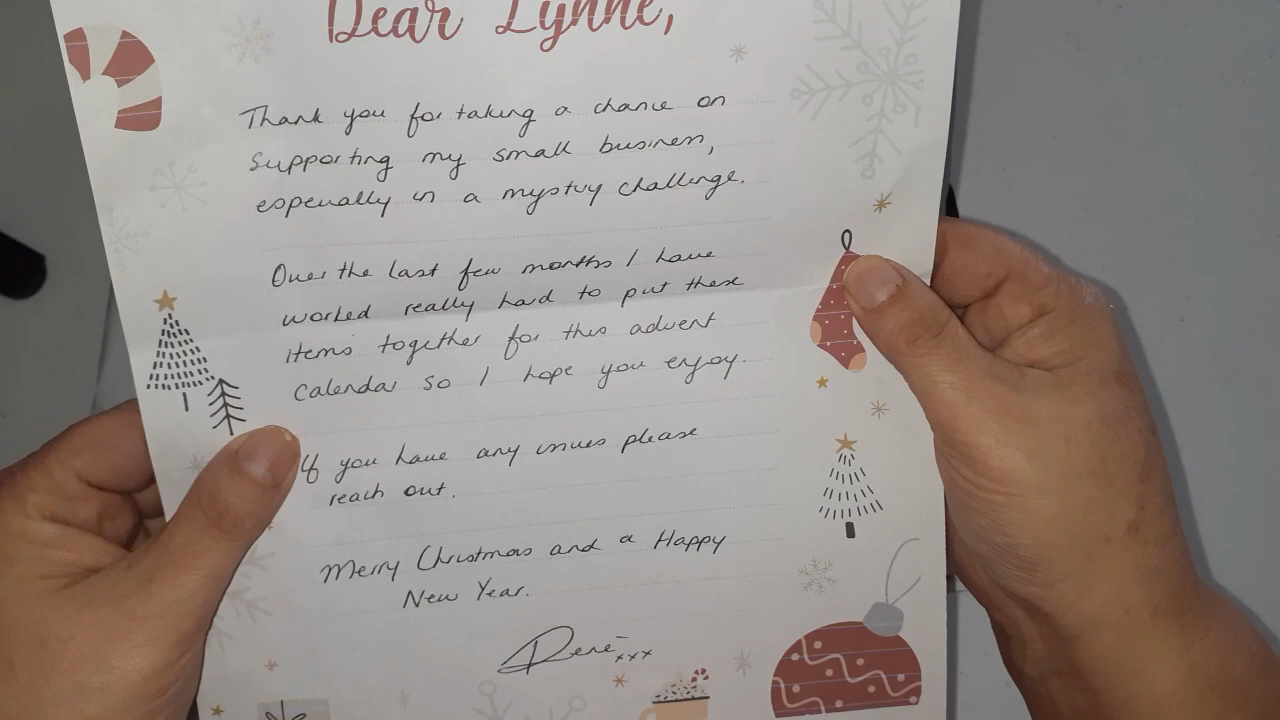 Dear Lynne,
Thank you for taking a chance on
supporting my small business,
especially in a mystery challenge.
Over the last few months I have
worked really hard to put these
items together for this advent
calendar so I hope you enjoy.
If you have any issues please
reach out.
Merry Christmas and a Happy
New Year.
Rene xxx